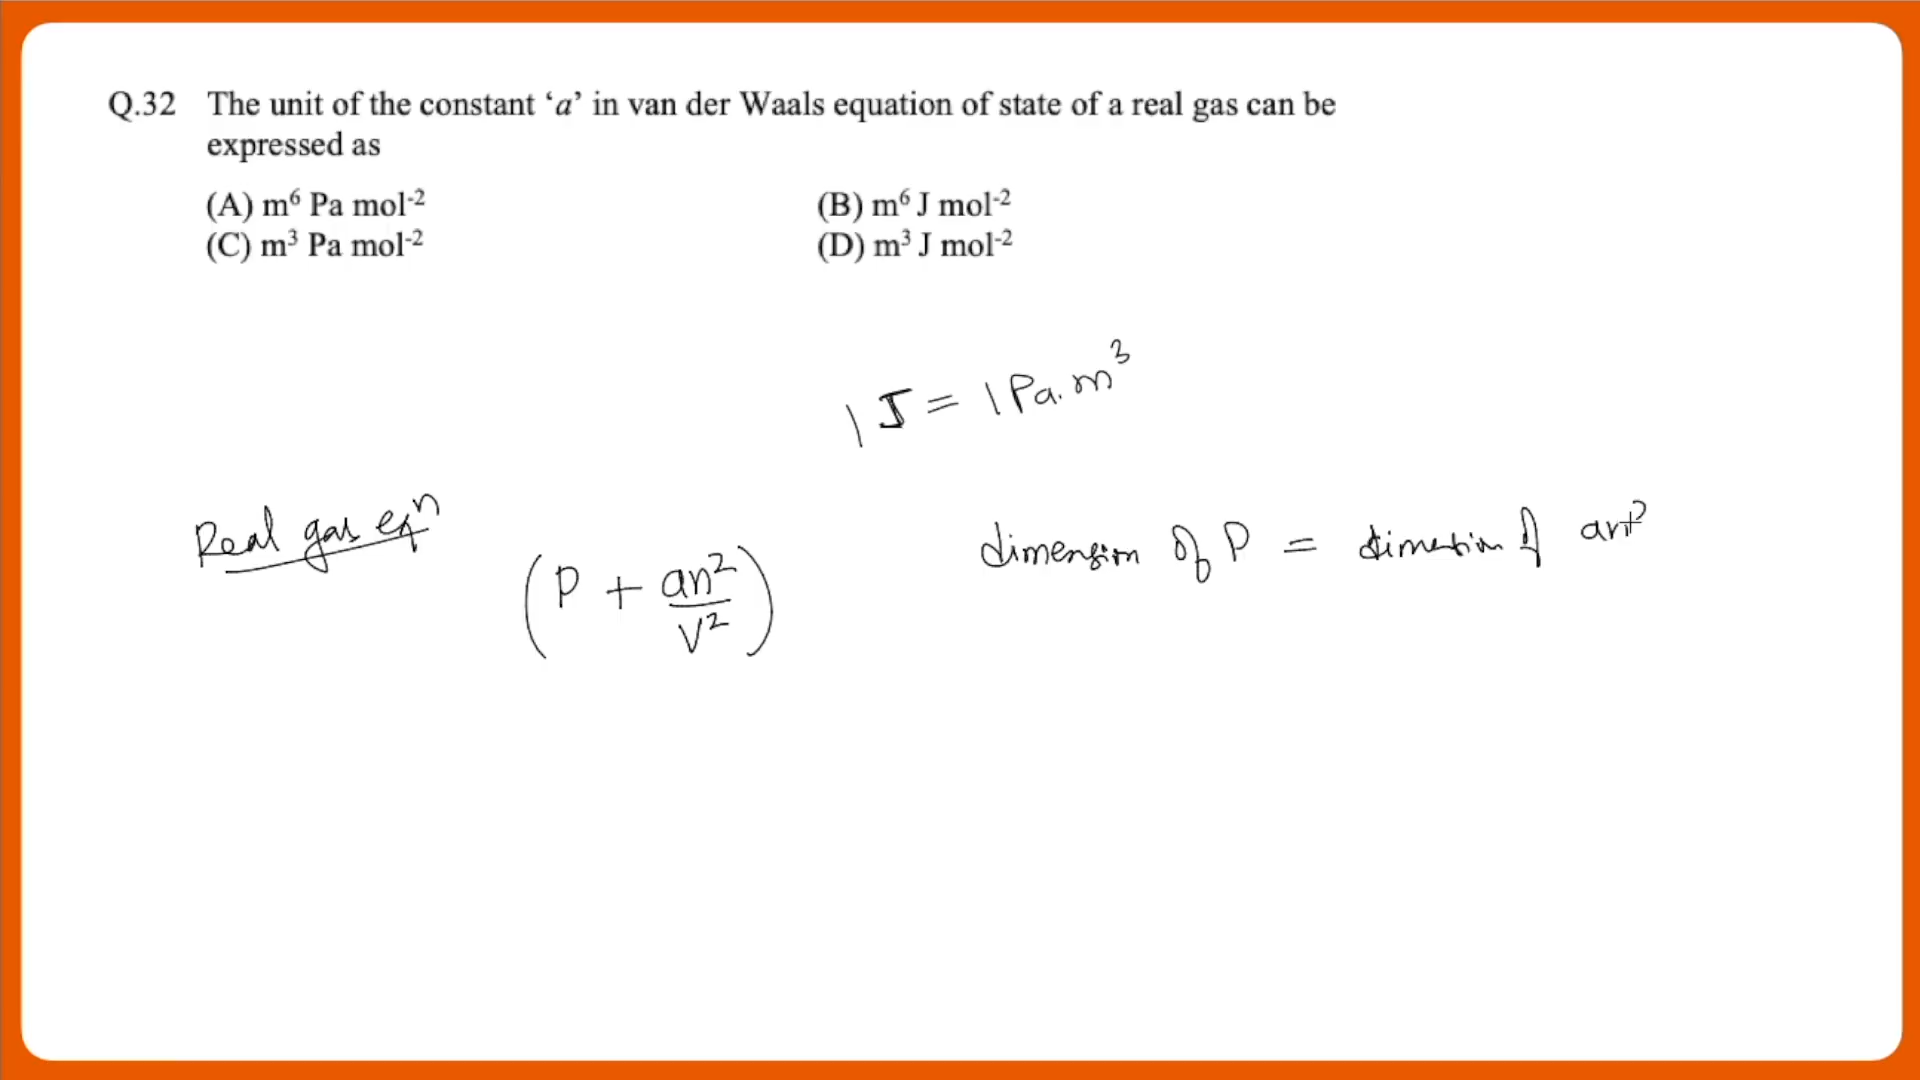 Q.32 The unit of the constant ‘a’ in van der Waals equation of state of a real gas can be
expressed as
(A) m⁶ Pa mol⁻² (B) m⁶ J mol⁻²
(C) m³ Pa mol⁻² (D) m³ J mol⁻²
1 J = 1 Pa. m³
Real gas eqⁿ
(P + an²/V²)
dimension of P = dimension of an²